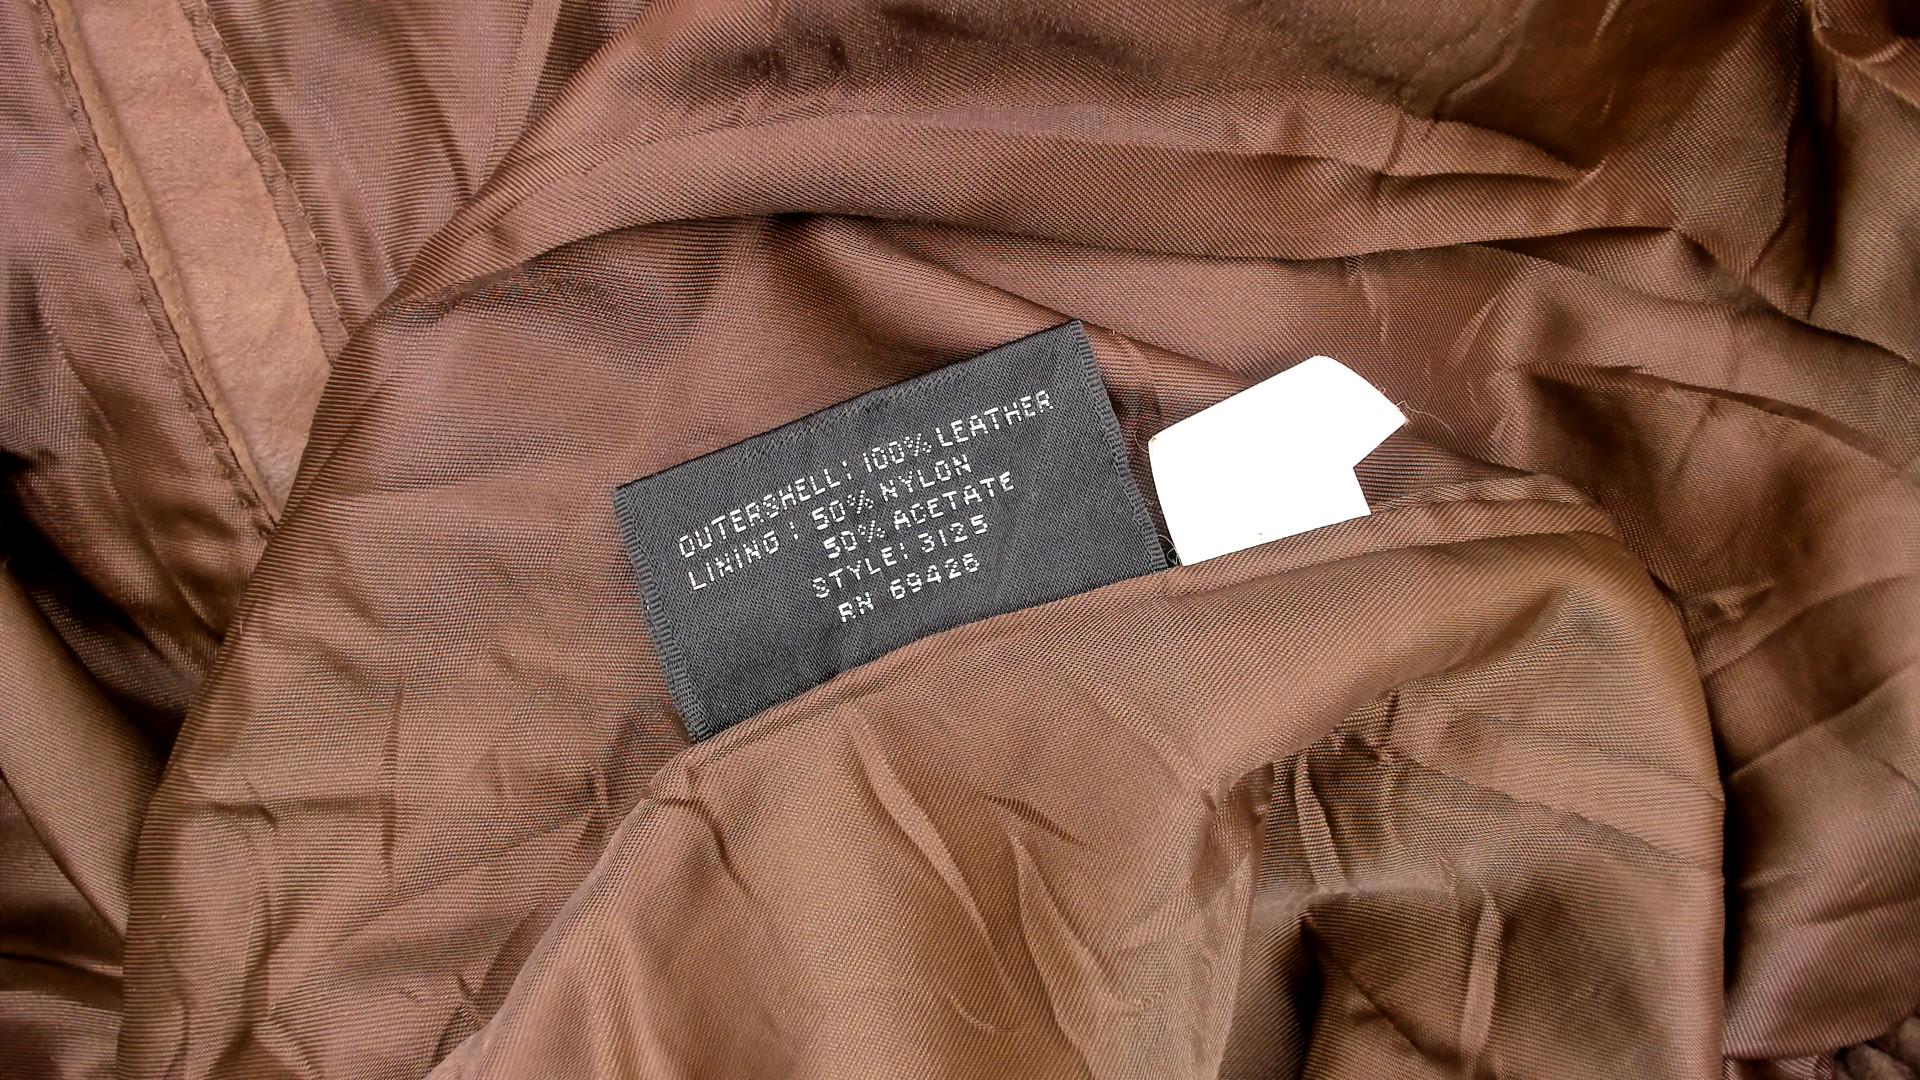 OUTERSHELL: 100% LEATHER
LINING: 50% NYLON
50% ACETATE
STYLE: 3125
RN 69426